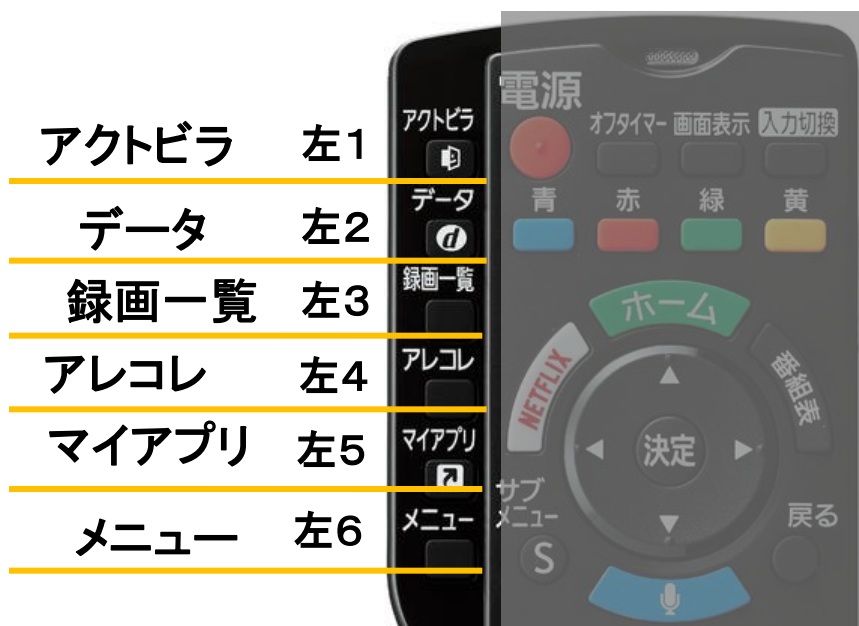 電源
アクトビラ 左1 アクトビラ オフタイマー 画面表示 入力切換
データ 左2 データ 青 赤 緑 黄
d
録画一覧 左3 録画一覧
ホーム
アレコレ 左4 アレコレ NETFLIX 番組表
マイアプリ 左5 マイアプリ 決定
サブ
メニュー 左6 メニュー メニュー 戻る
S